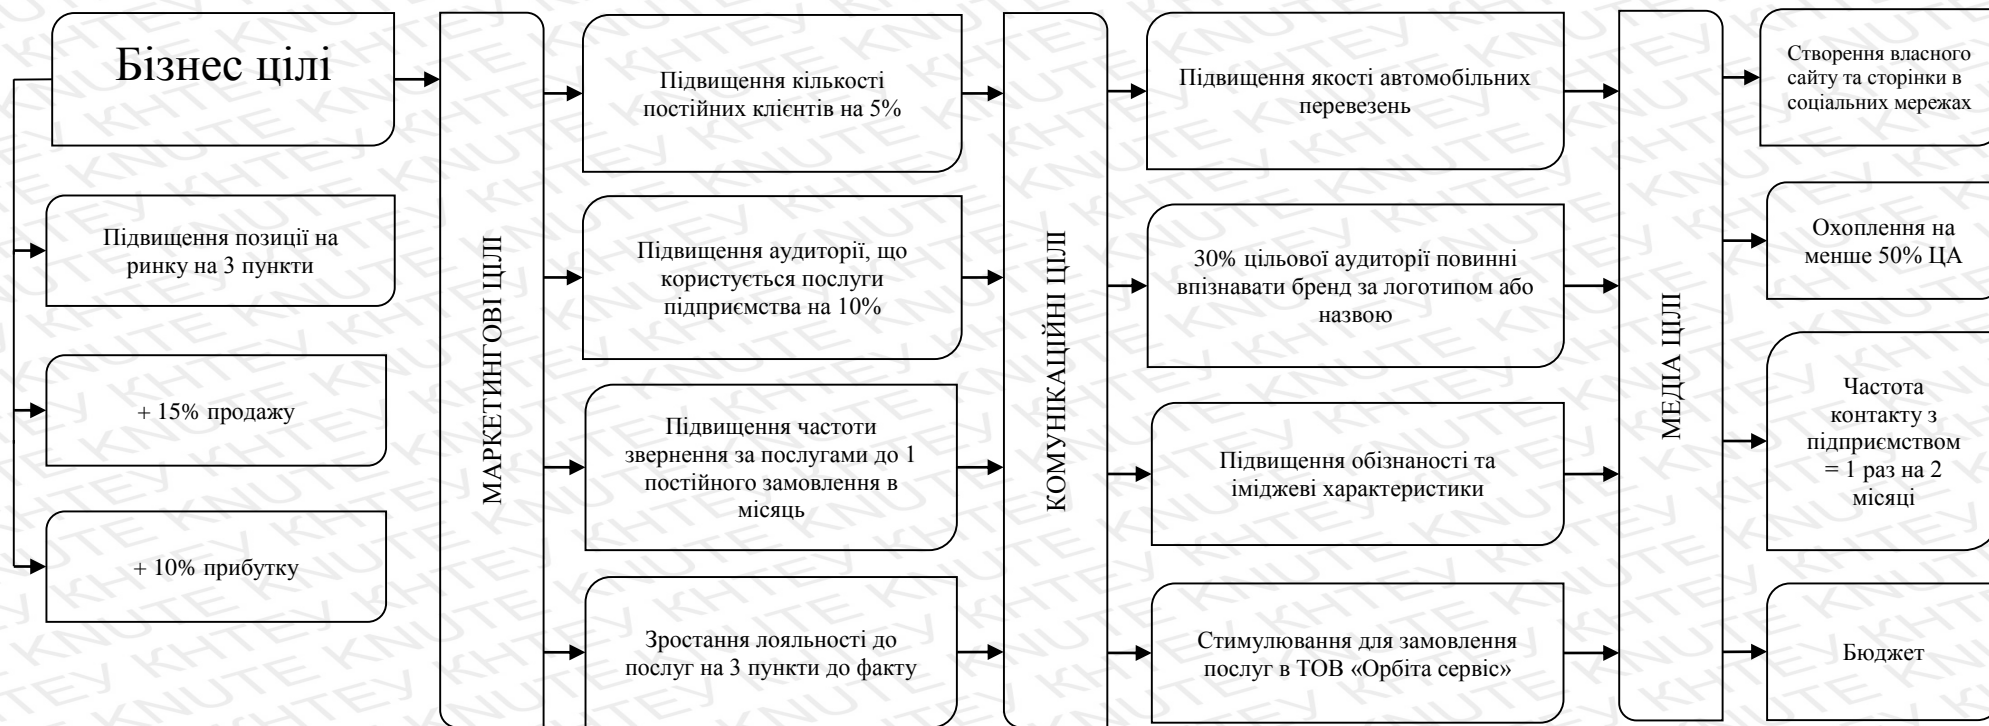 Бізнес цілі
Підвищення позиції на
ринку на 3 пункти
+ 15% продажу
+ 10% прибутку
МАРКЕТИНГОВІ ЦІЛІ
Підвищення кількості
постійних клієнтів на 5%
Підвищення аудиторії, що
користується послуги
підприємства на 10%
Підвищення частоти
звернення за послугами до 1
постійного замовлення в
місяць
Зростання лояльності до
послуг на 3 пункти до факту
КОМУНІКАЦІЙНІ ЦІЛІ
Підвищення якості автомобільних
перевезень
30% цільової аудиторії повинні
впізнавати бренд за логотипом або
назвою
Підвищення обізнаності та
іміджеві характеристики
Стимулювання для замовлення
послуг в ТОВ «Орбіта сервіс»
МЕДІА ЦІЛІ
Створення власного
сайту та сторінки в
соціальних мережах
Охоплення на
менше 50% ЦА
Частота
контакту з
підприємством
= 1 раз на 2
місяці
Бюджет